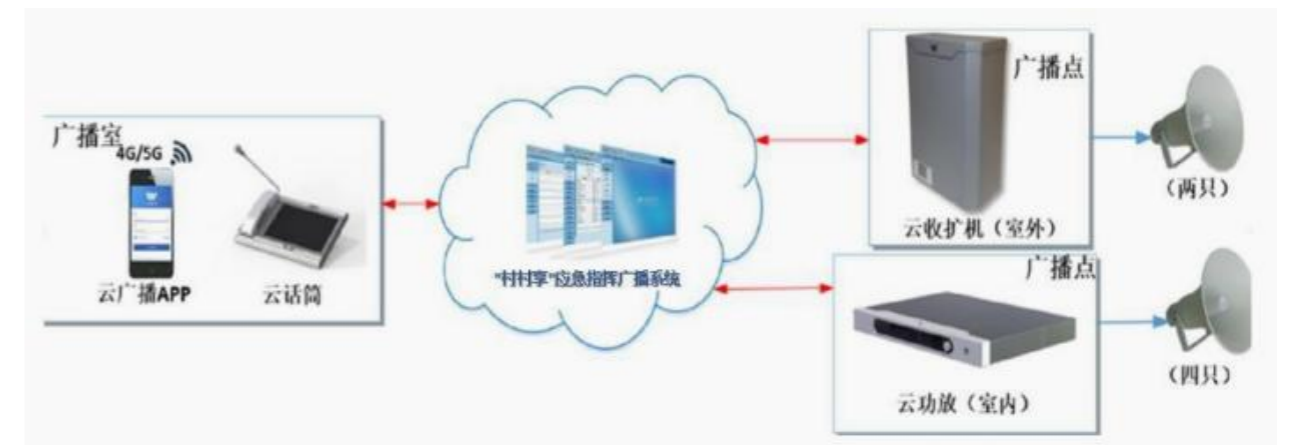 广播室
4G/5G
云广播APP
云话筒
"村村享"应急指挥广播系统
广播点
云收扩机（室外）
（两只）
广播点
云功放（室内）
（四只）